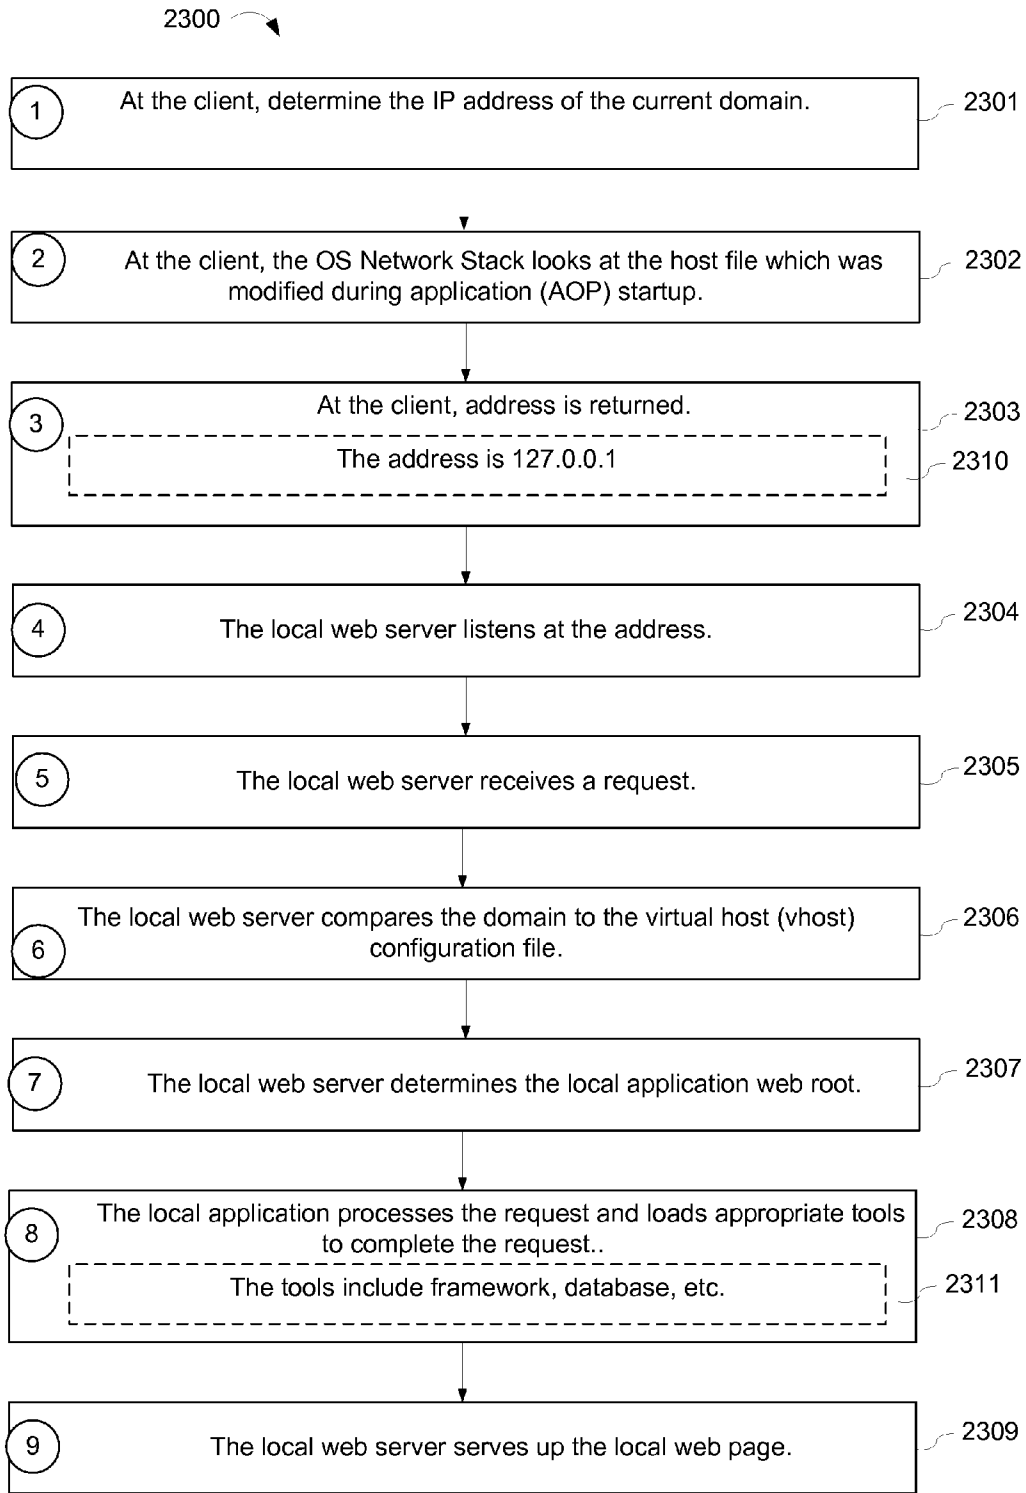 2300
1
At the client, determine the IP address of the current domain.
2301
2
At the client, the OS Network Stack looks at the host file which was
modified during application (AOP) startup.
2302
3
At the client, address is returned.
2303
The address is 127.0.0.1
2310
4
The local web server listens at the address.
2304
5
The local web server receives a request.
2305
6
The local web server compares the domain to the virtual host (vhost)
configuration file.
2306
7
The local web server determines the local application web root.
2307
8
The local application processes the request and loads appropriate tools
to complete the request..
2308
The tools include framework, database, etc.
2311
9
The local web server serves up the local web page.
2309